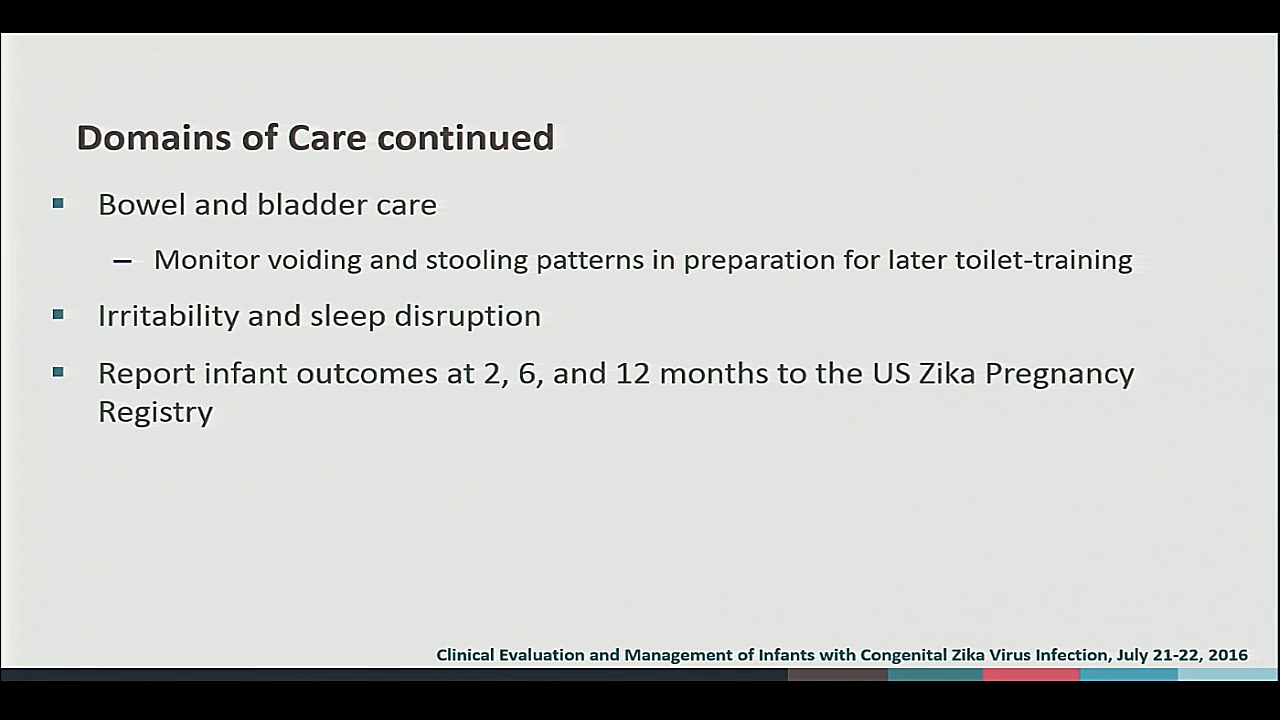 Domains of Care continued
Bowel and bladder care
– Monitor voiding and stooling patterns in preparation for later toilet-training
Irritability and sleep disruption
Report infant outcomes at 2, 6, and 12 months to the US Zika Pregnancy
Registry
Clinical Evaluation and Management of Infants with Congenital Zika Virus Infection, July 21-22, 2016